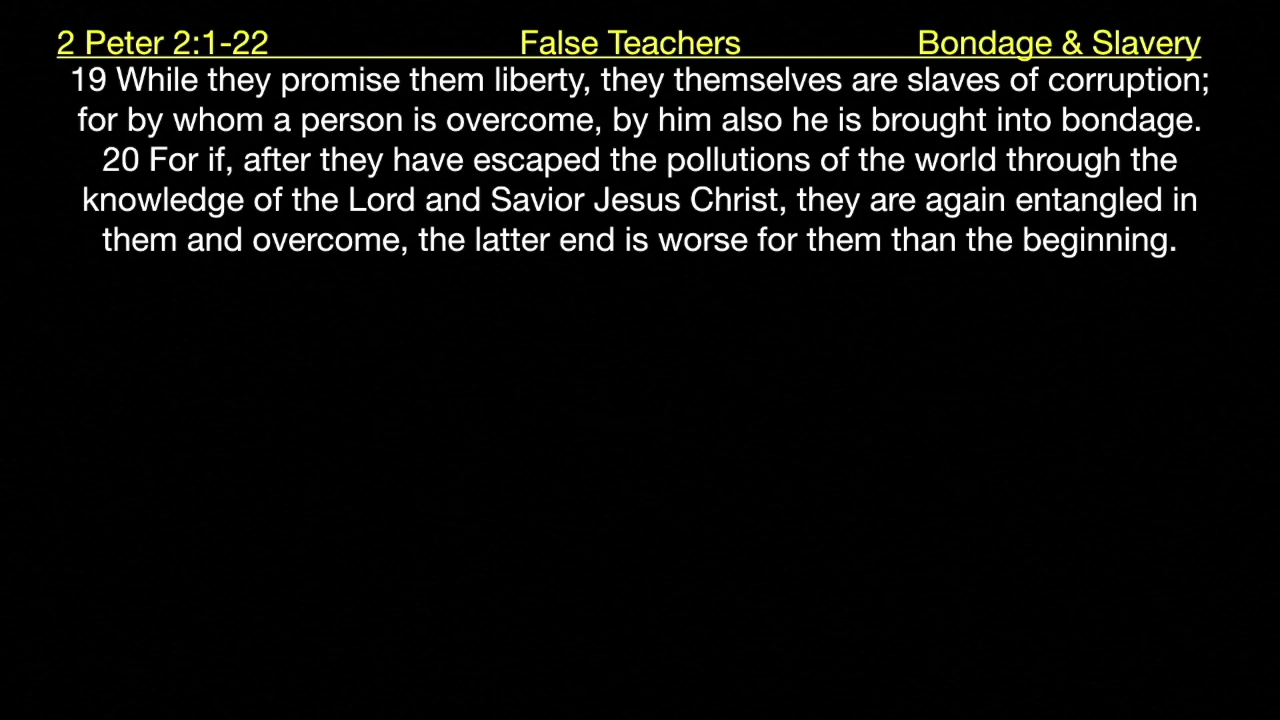 2 Peter 2:1-22 False Teachers Bondage & Slavery
19 While they promise them liberty, they themselves are slaves of corruption;
for by whom a person is overcome, by him also he is brought into bondage.
20 For if, after they have escaped the pollutions of the world through the
knowledge of the Lord and Savior Jesus Christ, they are again entangled in
them and overcome, the latter end is worse for them than the beginning.